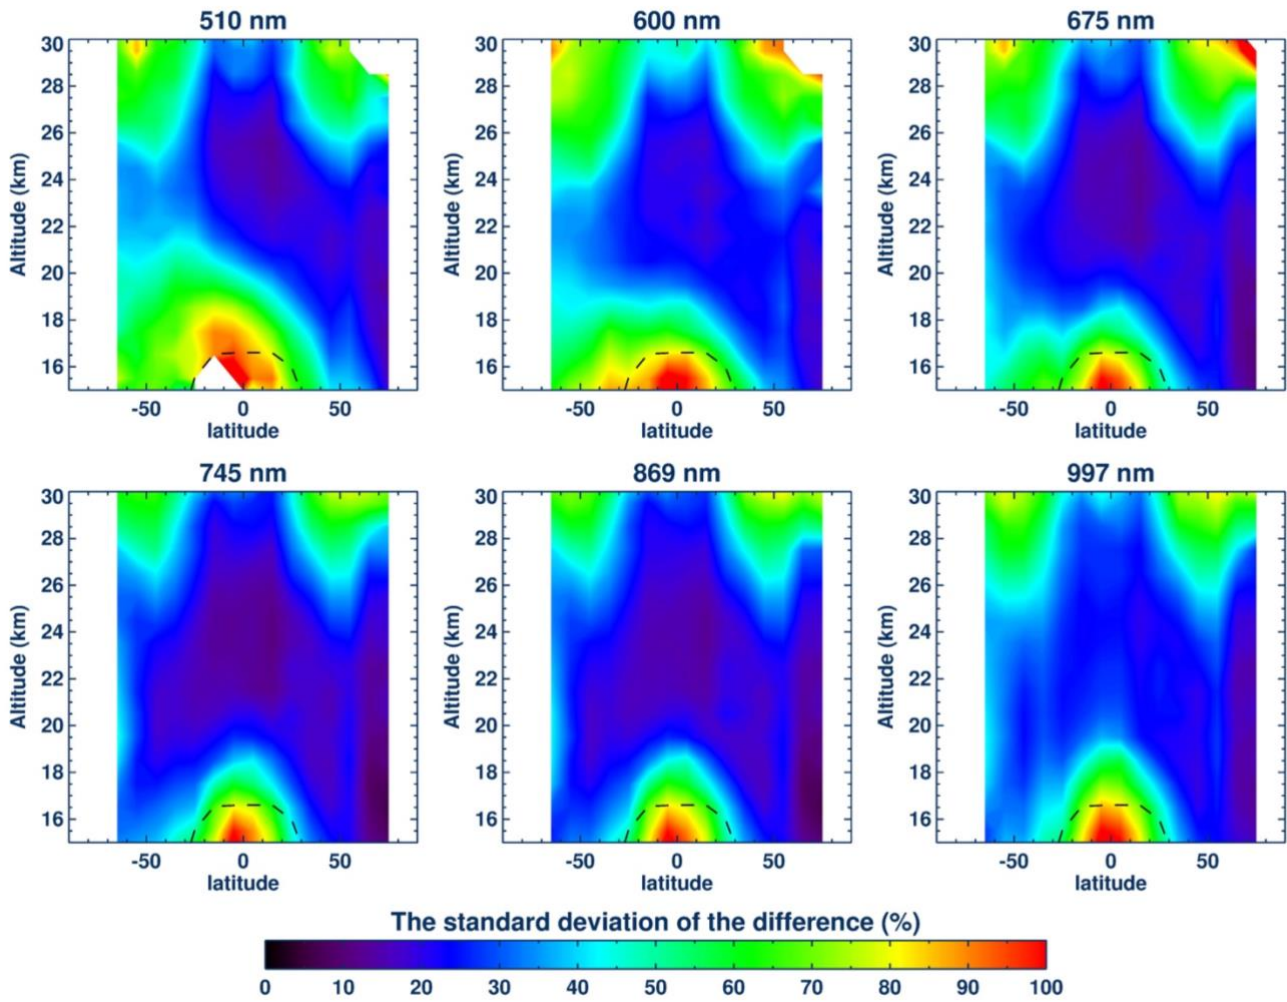 510 nm 600 nm 675 nm
30 30 30
28 28 28
26 26 26
24 24 24
22 22 22
20 20 20
18 18 18
16 16 16
Altitude (km) Altitude (km) Altitude (km)
-50 0 50 -50 0 50 -50 0 50
latitude latitude latitude
745 nm 869 nm 997 nm
30 30 30
28 28 28
26 26 26
24 24 24
22 22 22
20 20 20
18 18 18
16 16 16
Altitude (km) Altitude (km) Altitude (km)
-50 0 50 -50 0 50 -50 0 50
latitude latitude latitude
The standard deviation of the difference (%)
0 10 20 30 40 50 60 70 80 90 100